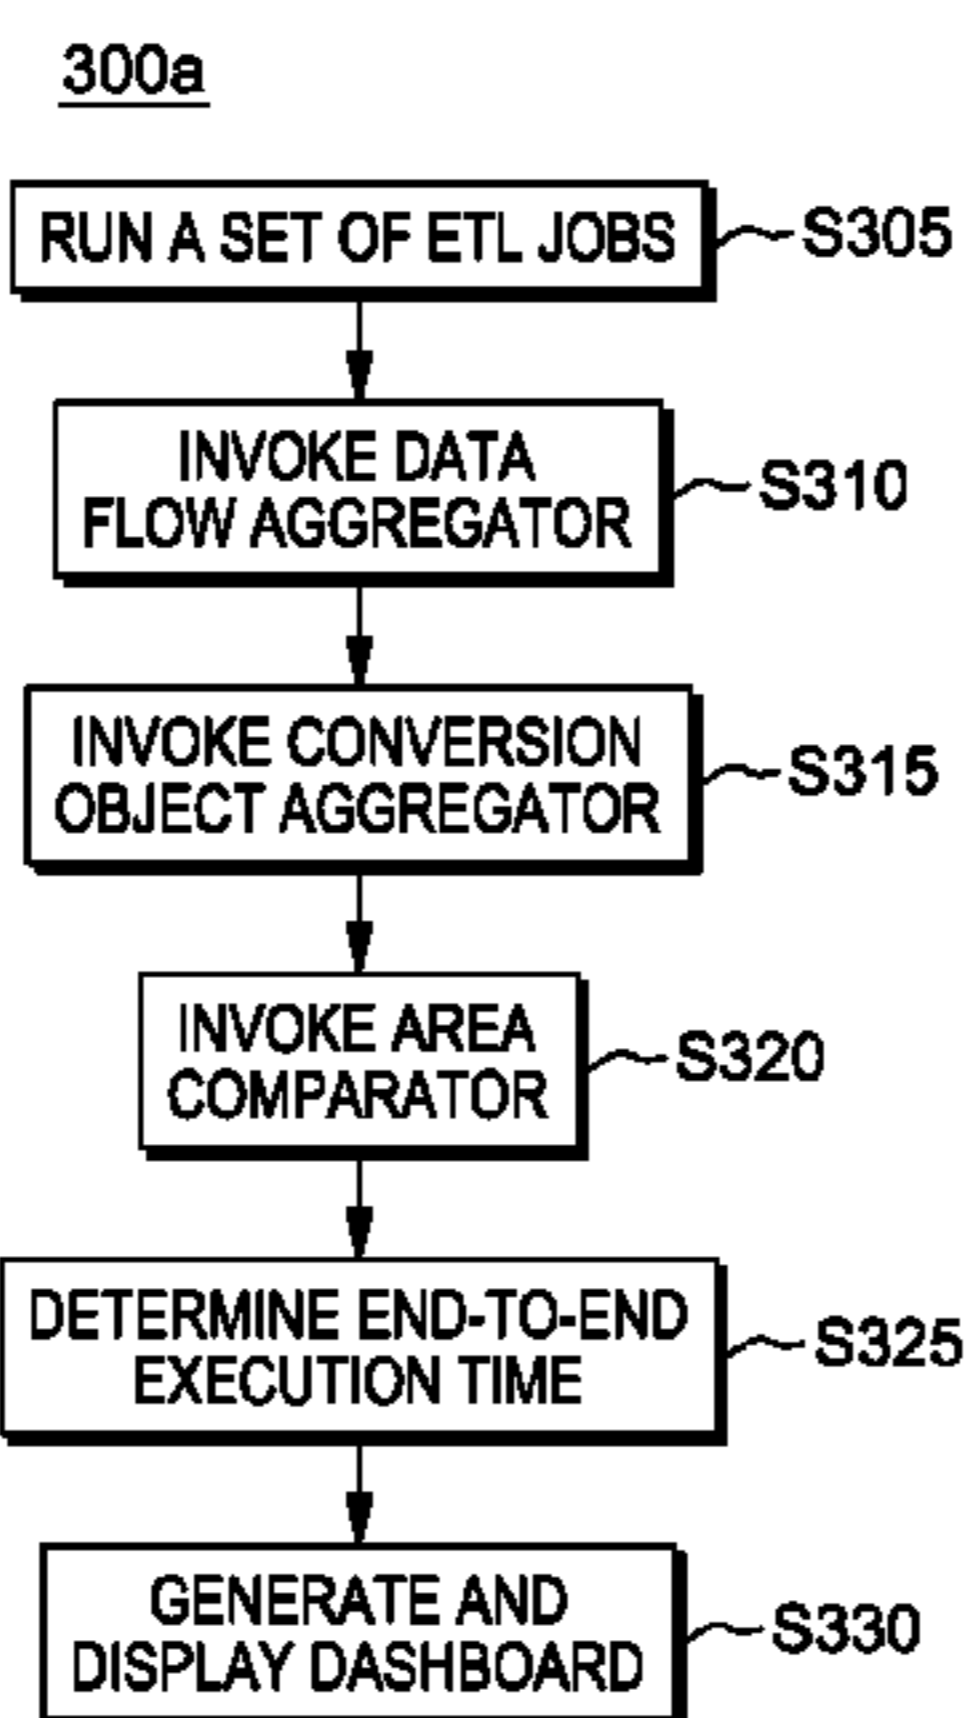 300a
RUN A SET OF ETL JOBS
S305
INVOKE DATA
FLOW AGGREGATOR
S310
INVOKE CONVERSION
OBJECT AGGREGATOR
S315
INVOKE AREA
COMPARATOR
S320
DETERMINE END-TO-END
EXECUTION TIME
S325
GENERATE AND
DISPLAY DASHBOARD
S330